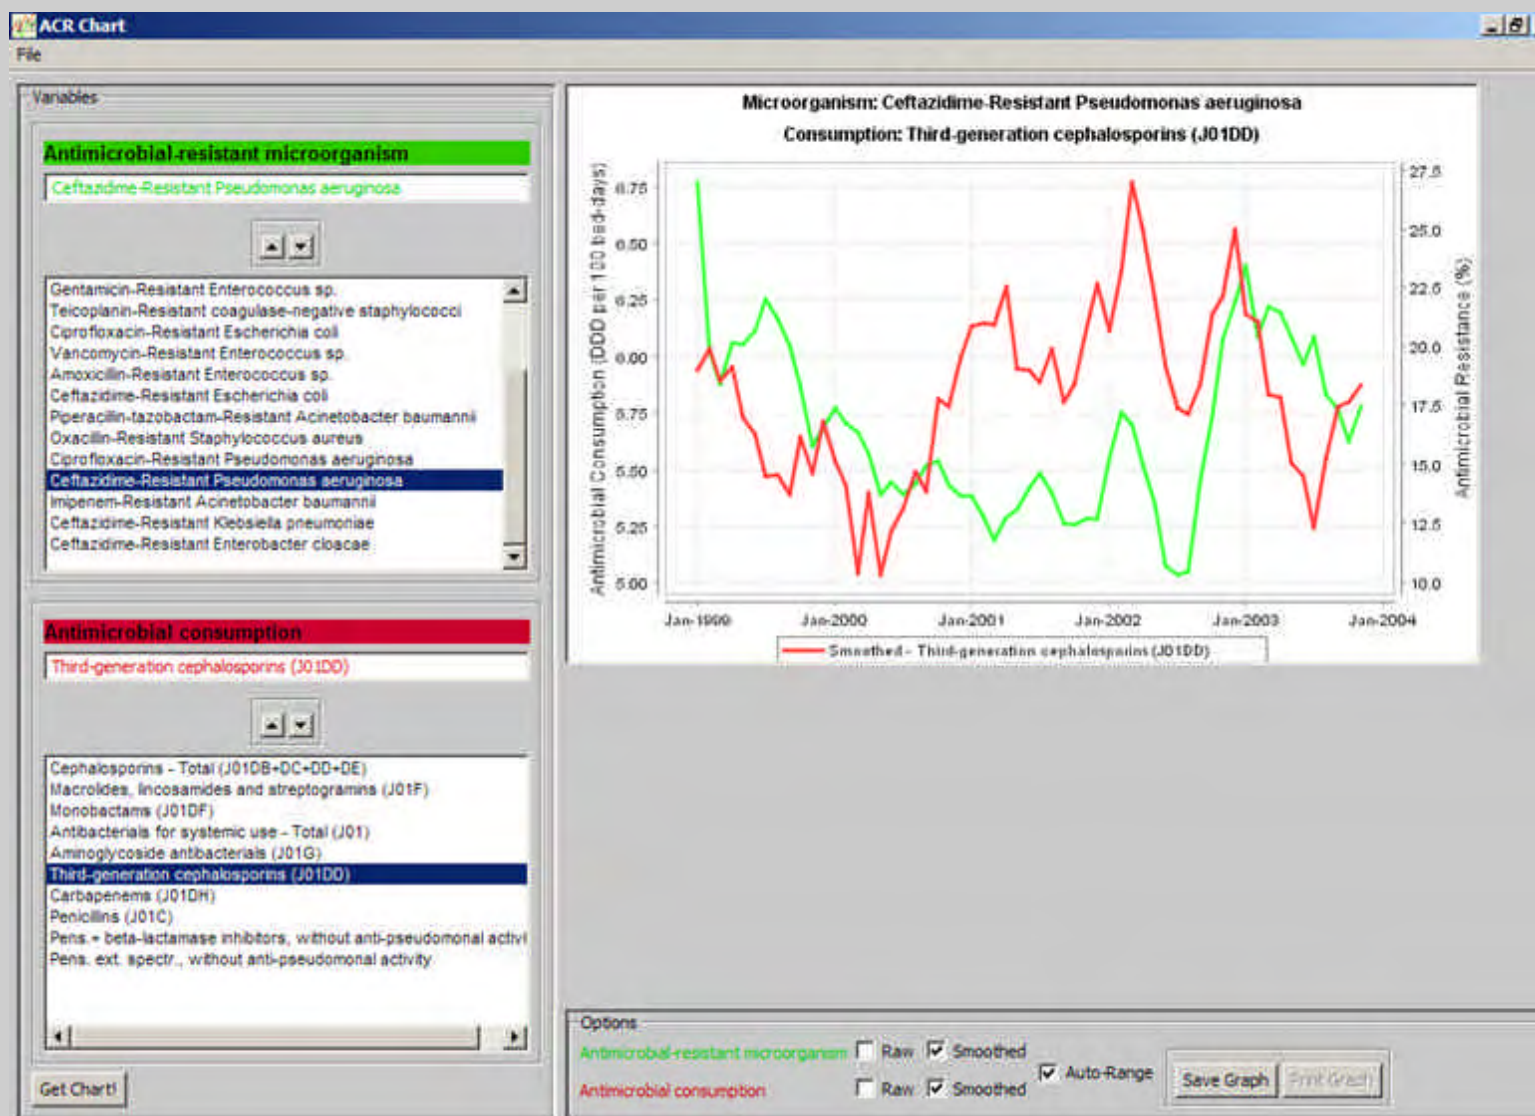 ACR Chart
File
Variables
Antimicrobial-resistant microorganism
Ceftazidime-Resistant Pseudomonas aeruginosa
Gentamicin-Resistant Enterococcus sp.
Teicoplanin-Resistant coagulase-negative staphylococci
Ciprofloxacin-Resistant Escherichia coli
Vancomycin-Resistant Enterococcus sp.
Amoxicillin-Resistant Enterococcus sp.
Ceftazidime-Resistant Escherichia coli
Piperacillin-tazobactam-Resistant Acinetobacter baumannii
Oxacillin-Resistant Staphylococcus aureus
Ciprofloxacin-Resistant Pseudomonas aeruginosa
Ceftazidime-Resistant Pseudomonas aeruginosa
Imipenem-Resistant Acinetobacter baumannii
Ceftazidime-Resistant Klebsiella pneumoniae
Ceftazidime-Resistant Enterobacter cloacae
Antimicrobial consumption
Third-generation cephalosporins (J01DD)
Cephalosporins - Total (J01DB+DC+DD+DE)
Macrolides, lincosamides and streptogramins (J01F)
Monobactams (J01DF)
Antibacterials for systemic use - Total (J01)
Aminoglycoside antibacterials (J01G)
Third-generation cephalosporins (J01DD)
Carbapenems (J01DH)
Penicillins (J01C)
Pens.+ beta-lactamase inhibitors, without anti-pseudomonal activi
Pens. ext. spectr., without anti-pseudomonal activity
Get Chart!
Microorganism: Ceftazidime-Resistant Pseudomonas aeruginosa
Consumption: Third-generation cephalosporins (J01DD)
Antimicrobial Consumption (DDD per 100 bed-days)
6.75
6.50
6.25
6.00
5.75
5.50
5.25
5.00
27.5
25.0
22.5
20.0
17.5
15.0
12.5
10.0
Antimicrobial Resistance (%)
Jan-1999 Jan-2000 Jan-2001 Jan-2002 Jan-2003 Jan-2004
Smoothed - Third-generation cephalosporins (J01DD)
Options
Antimicrobial-resistant microorganism Raw Smoothed
Antimicrobial consumption Raw Smoothed
Auto-Range
Save Graph Print Graph